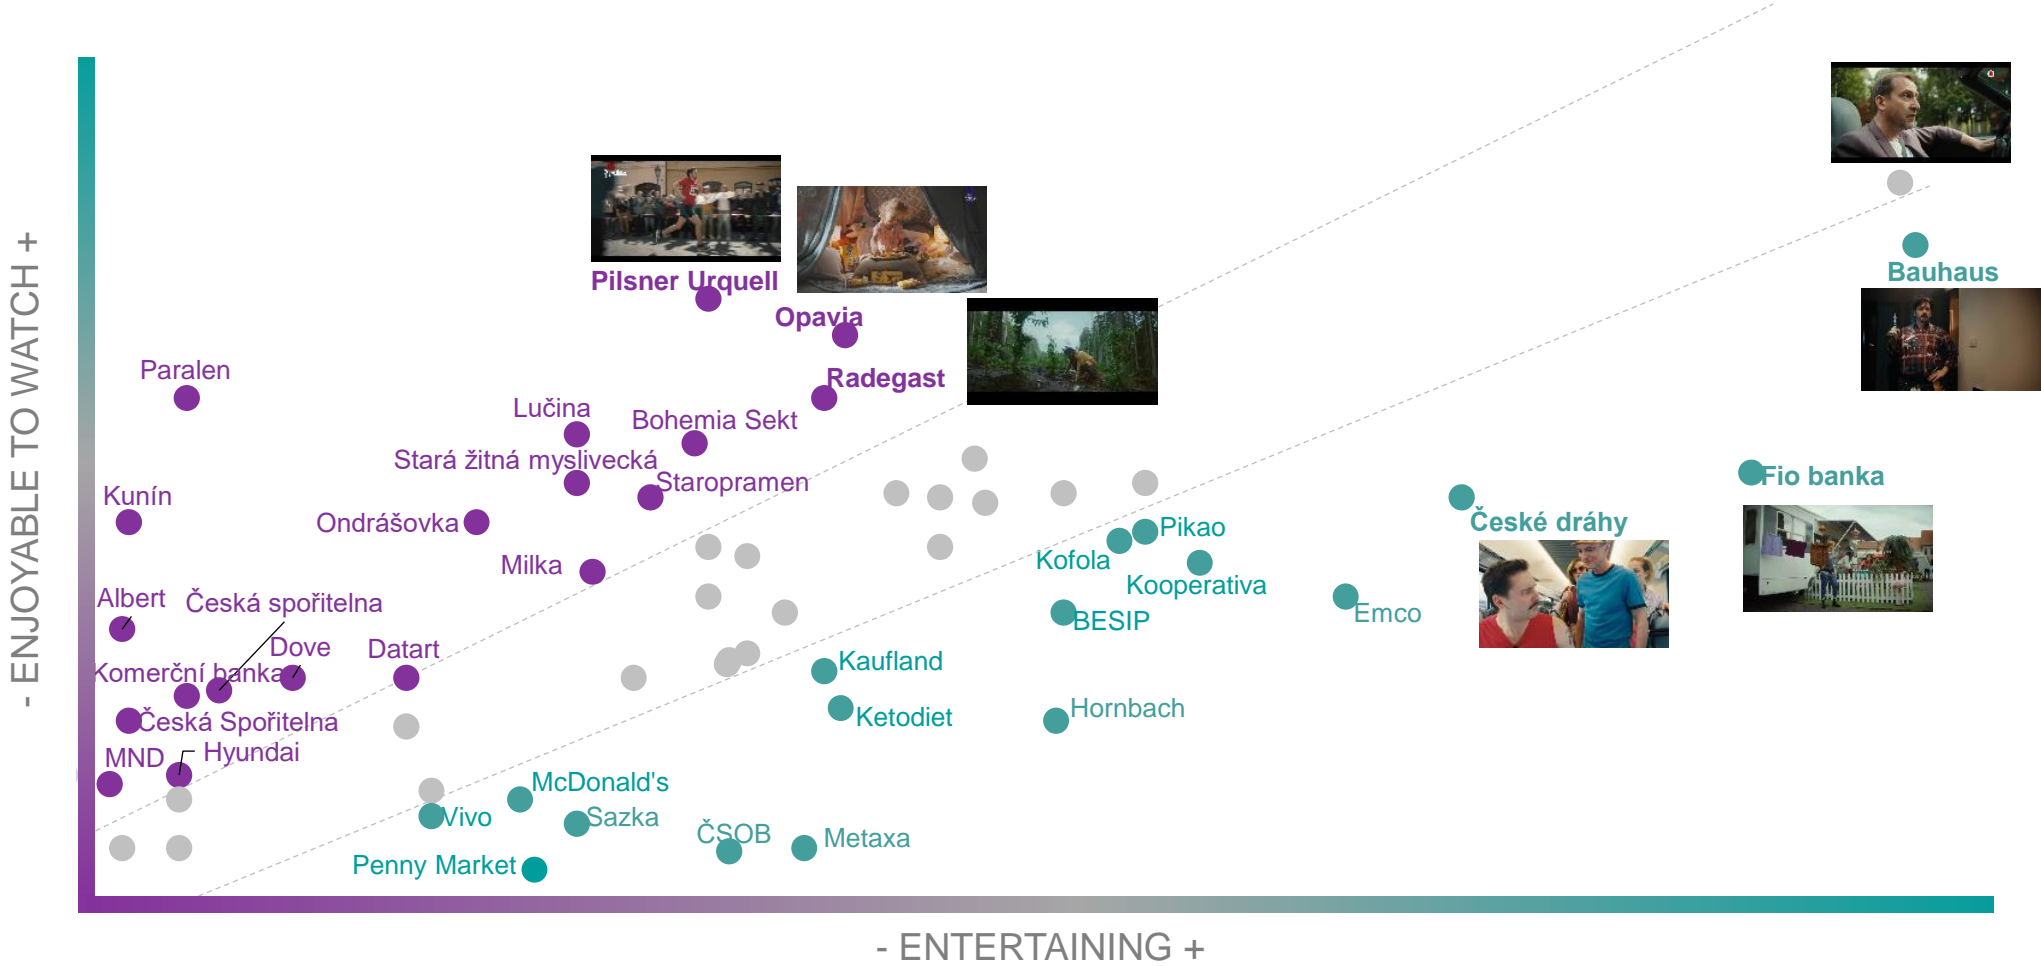 - ENJOYABLE TO WATCH +
Pilsner Urquell
Opavia
Bauhaus
Paralen
Radegast
Lučina
Bohemia Sekt
Stará žitná myslivecká
Staropramen
Fio banka
Kunín
Ondrášovka
České dráhy
Pikao
Kofola
Milka
Kooperativa
Albert
Česká spořitelna
BESIP
Emco
Dove
Datart
Komerční banka
Kaufland
Česká Spořitelna
Ketodiet
Hornbach
MND
Hyundai
McDonald's
Vivo
Sazka
ČSOB
Metaxa
Penny Market
- ENTERTAINING +